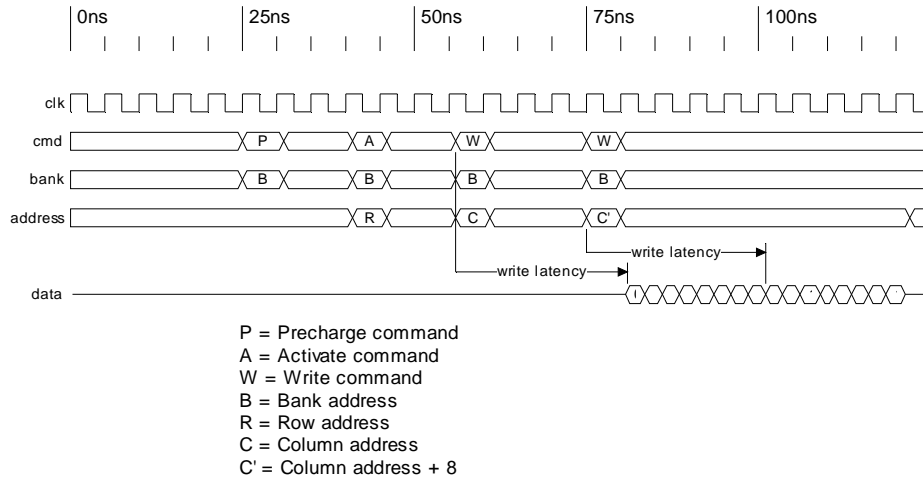 0ns 25ns 50ns 75ns 100ns
clk
cmd P A W W
bank B B B B
address R C C'
write latency
write latency
data
P = Precharge command
A = Activate command
W = Write command
B = Bank address
R = Row address
C = Column address
C' = Column address + 8